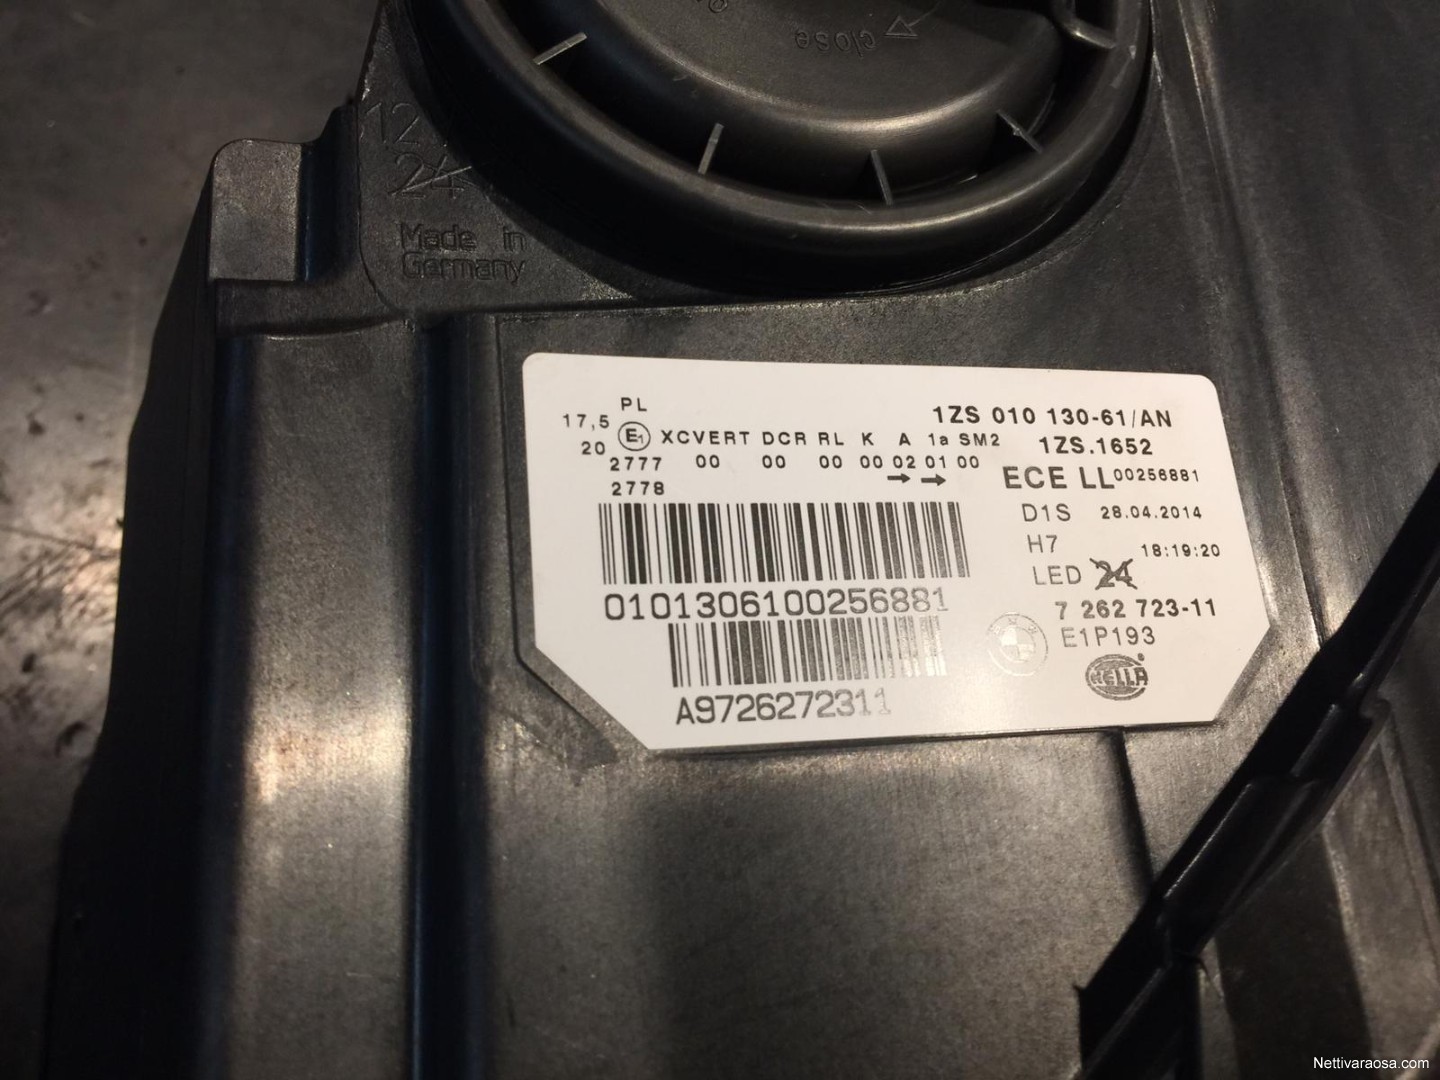 close
12
24
Made in
Germany
PL
17,5
20 E1 XCVERT DCR RL K A 1a SM2
2777 00 00 00 00 02 01 00
2778 → →
1ZS 010 130-61/AN
1ZS.1652
ECE LL 00256881
D1S 28.04.2014
H7 18:19:20
LED 24
7 262 723-11
E1P193
HELLA
0101306100256881
A9726272311
Nettivaraosa.com